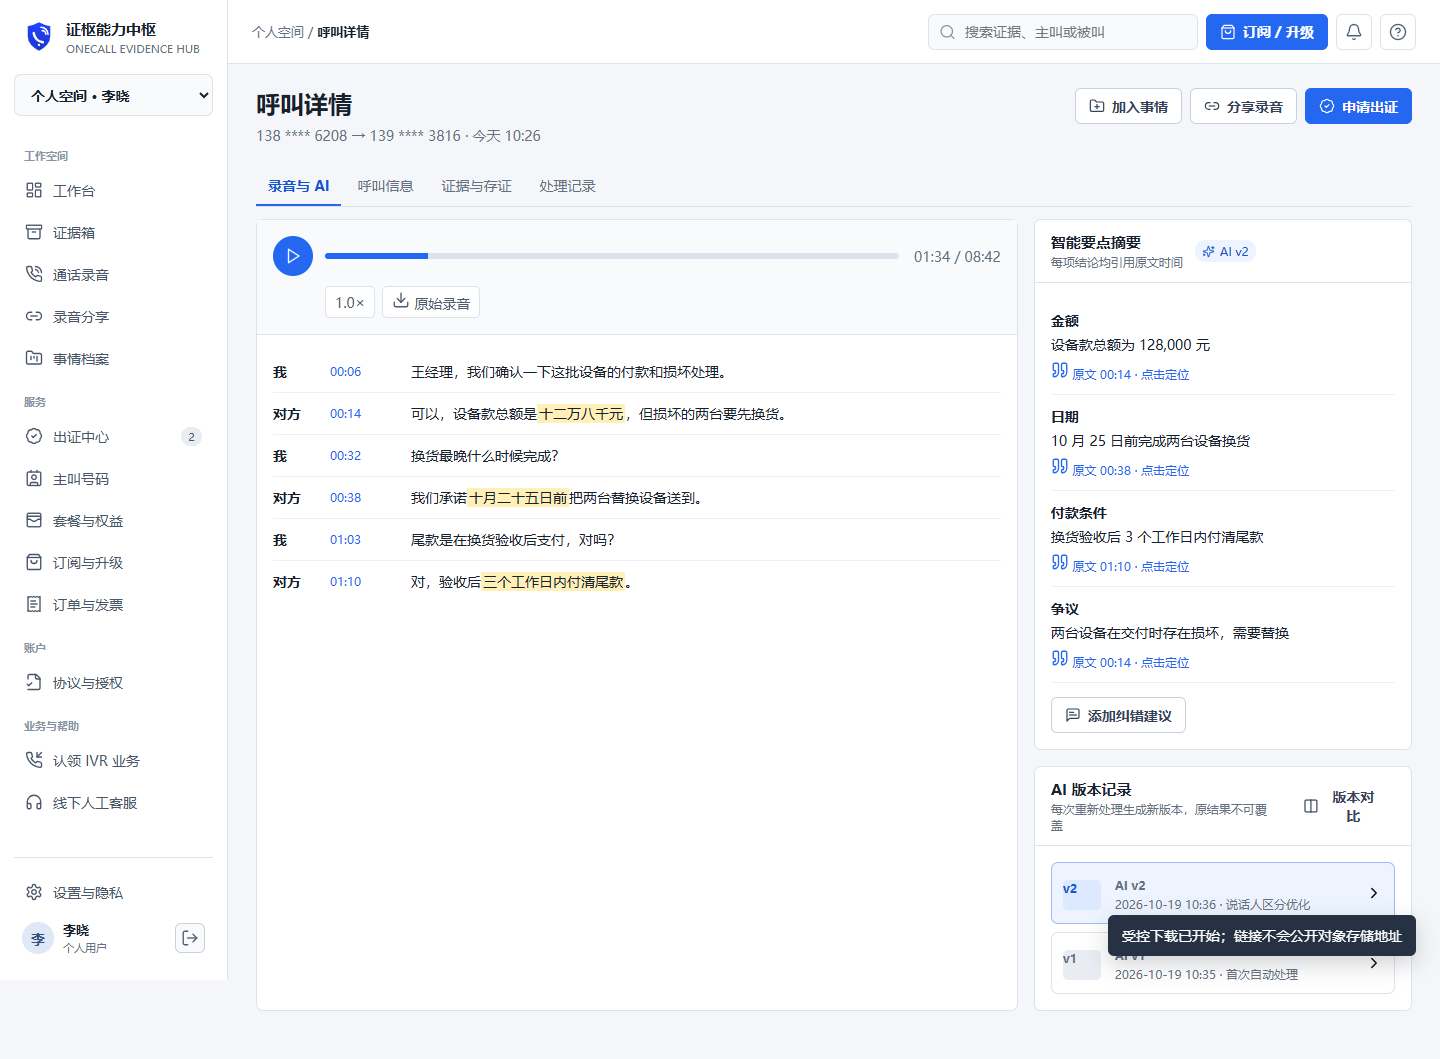 证枢能力中枢
ONECALL EVIDENCE HUB
个人空间 • 李晓
工作空间
工作台
证据箱
通话录音
录音分享
事情档案
服务
出证中心 2
主叫号码
套餐与权益
订阅与升级
订单与发票
账户
协议与授权
业务与帮助
认领 IVR 业务
线下人工客服
设置与隐私
李
李晓
个人用户
个人空间 / 呼叫详情
搜索证据、主叫或被叫
订阅 / 升级
呼叫详情
138 **** 6208 → 139 **** 3816 · 今天 10:26
加入事情
分享录音
申请出证
录音与 AI
呼叫信息
证据与存证
处理记录
01:34 / 08:42
1.0×
原始录音
我 00:06 王经理，我们确认一下这批设备的付款和损坏处理。
对方 00:14 可以，设备款总额是十二万八千元，但损坏的两台要先换货。
我 00:32 换货最晚什么时候完成？
对方 00:38 我们承诺十月二十五日前把两台替换设备送到。
我 01:03 尾款是在换货验收后支付，对吗？
对方 01:10 对，验收后三个工作日内付清尾款。
智能要点摘要
每项结论均引用原文时间
AI v2
金额
设备款总额为 128,000 元
原文 00:14 · 点击定位
日期
10 月 25 日前完成两台设备换货
原文 00:38 · 点击定位
付款条件
换货验收后 3 个工作日内付清尾款
原文 01:10 · 点击定位
争议
两台设备在交付时存在损坏，需要替换
原文 00:14 · 点击定位
添加纠错建议
AI 版本记录
每次重新处理生成新版本，原结果不可覆
盖
版本对
比
v2
AI v2
2026-10-19 10:36 · 说话人区分优化
受控下载已开始；链接不会公开对象存储地址
v1
AI v1
2026-10-19 10:35 · 首次自动处理